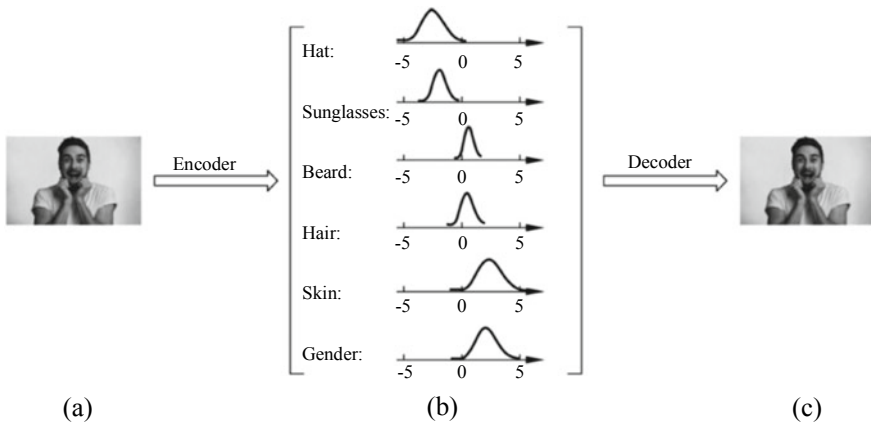 Hat:
-5 0 5
Sunglasses:
-5 0 5
Encoder
Beard:
-5 0 5
Decoder
Hair:
-5 0 5
Skin:
-5 0 5
Gender:
-5 0 5
(a) (b) (c)